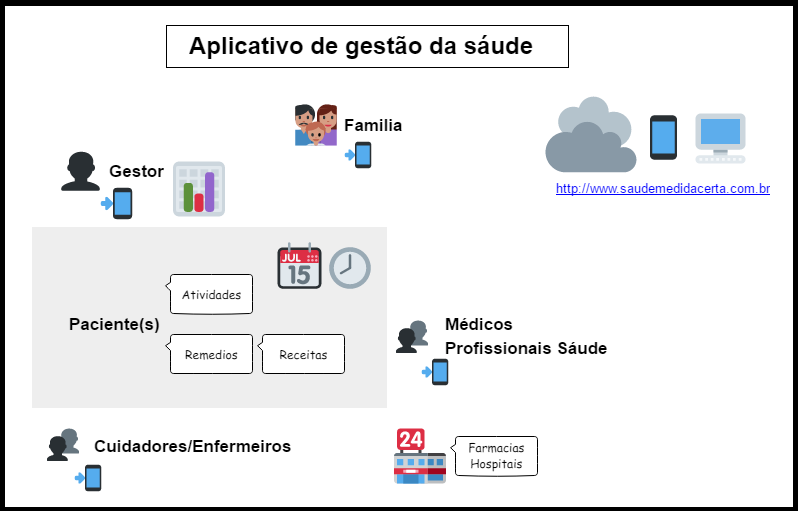 Aplicativo de gestão da sáude
Familia
Gestor
http://www.saudemedidacerta.com.br
JUL
15
Atividades
Paciente(s)
Remedios
Receitas
Médicos
Profissionais Sáude
Cuidadores/Enfermeiros
24
Farmacias
Hospitais